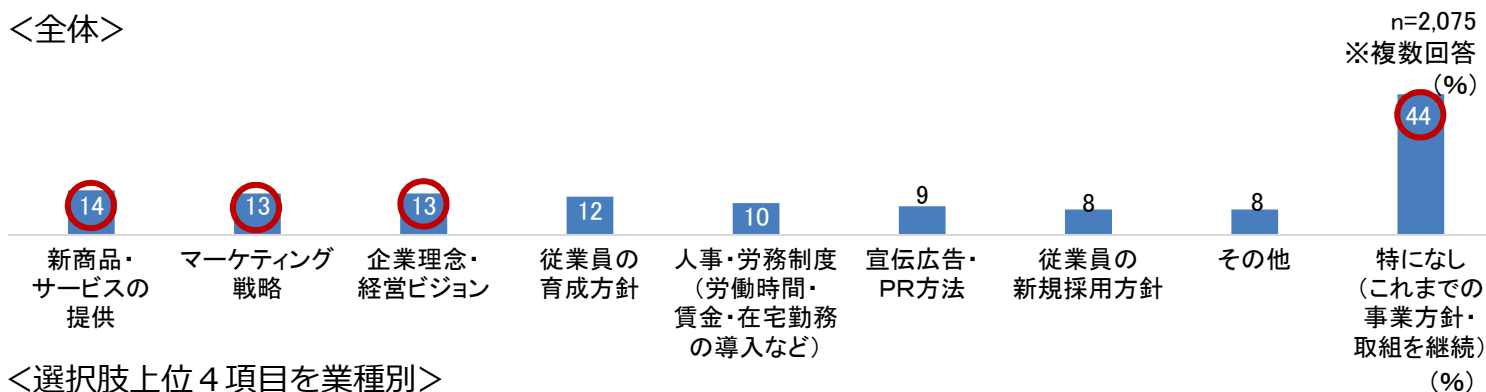 ＜全体＞
n=2,075
※複数回答
(%)
14
13
13
12
10
9
8
8
44
新商品・
サービスの
提供
マーケティング
戦略
企業理念・
経営ビジョン
従業員の
育成方針
人事・労務制度
（労働時間・
賃金・在宅勤務
の導入など）
宣伝広告・
PR方法
従業員の
新規採用方針
その他
特になし
（これまでの
事業方針・
取組を継続）
＜選択肢上位４項目を業種別＞
(%)